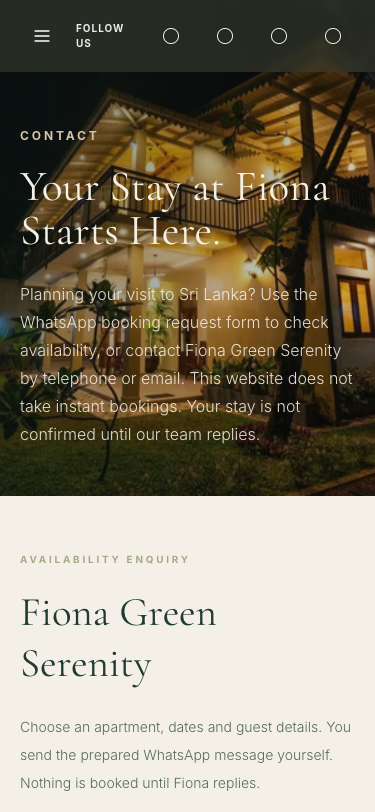 FOLLOW
US
CONTACT
Your Stay at Fiona
Starts Here.
Planning your visit to Sri Lanka? Use the
WhatsApp booking request form to check
availability, or contact Fiona Green Serenity
by telephone or email. This website does not
take instant bookings. Your stay is not
confirmed until our team replies.
AVAILABILITY ENQUIRY
Fiona Green
Serenity
Choose an apartment, dates and guest details. You
send the prepared WhatsApp message yourself.
Nothing is booked until Fiona replies.